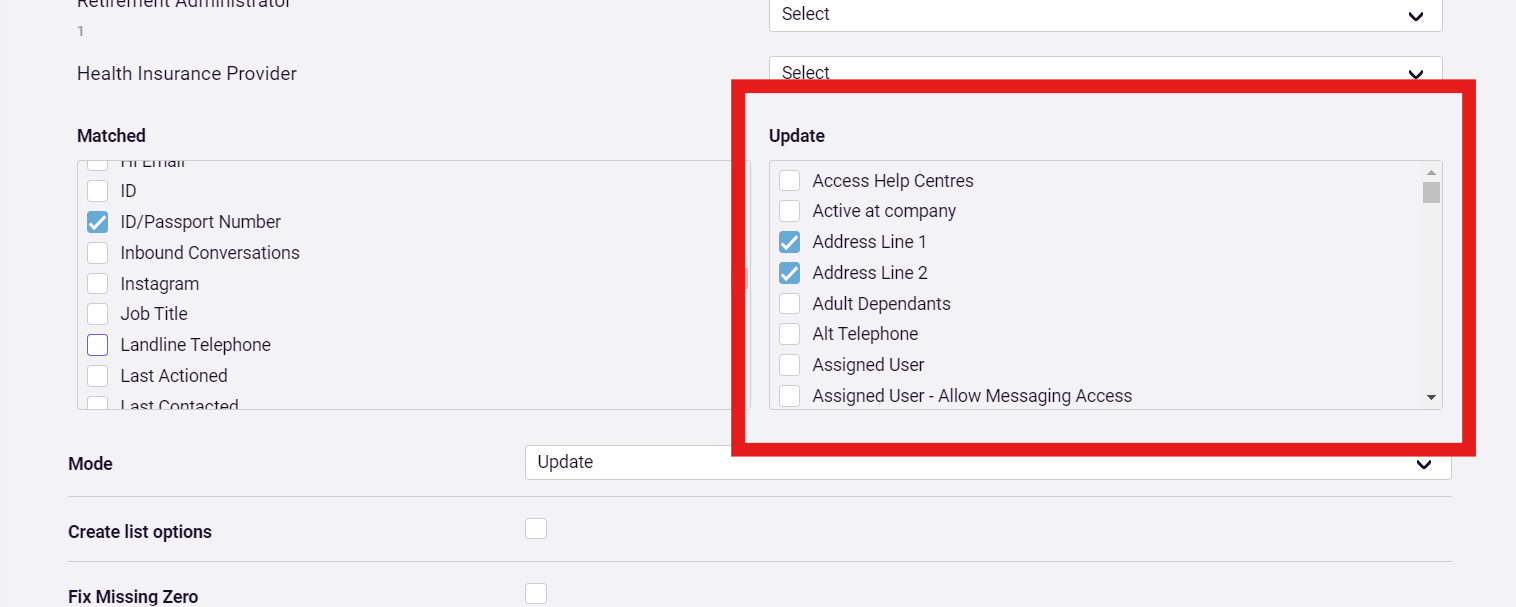 Retirement Administrator
Select
1
Health Insurance Provider
Select
Matched
Update
HI Email
ID
ID/Passport Number
Inbound Conversations
Instagram
Job Title
Landline Telephone
Last Actioned
Last Contacted
Access Help Centres
Active at company
Address Line 1
Address Line 2
Adult Dependants
Alt Telephone
Assigned User
Assigned User - Allow Messaging Access
Mode
Update
Create list options
Fix Missing Zero